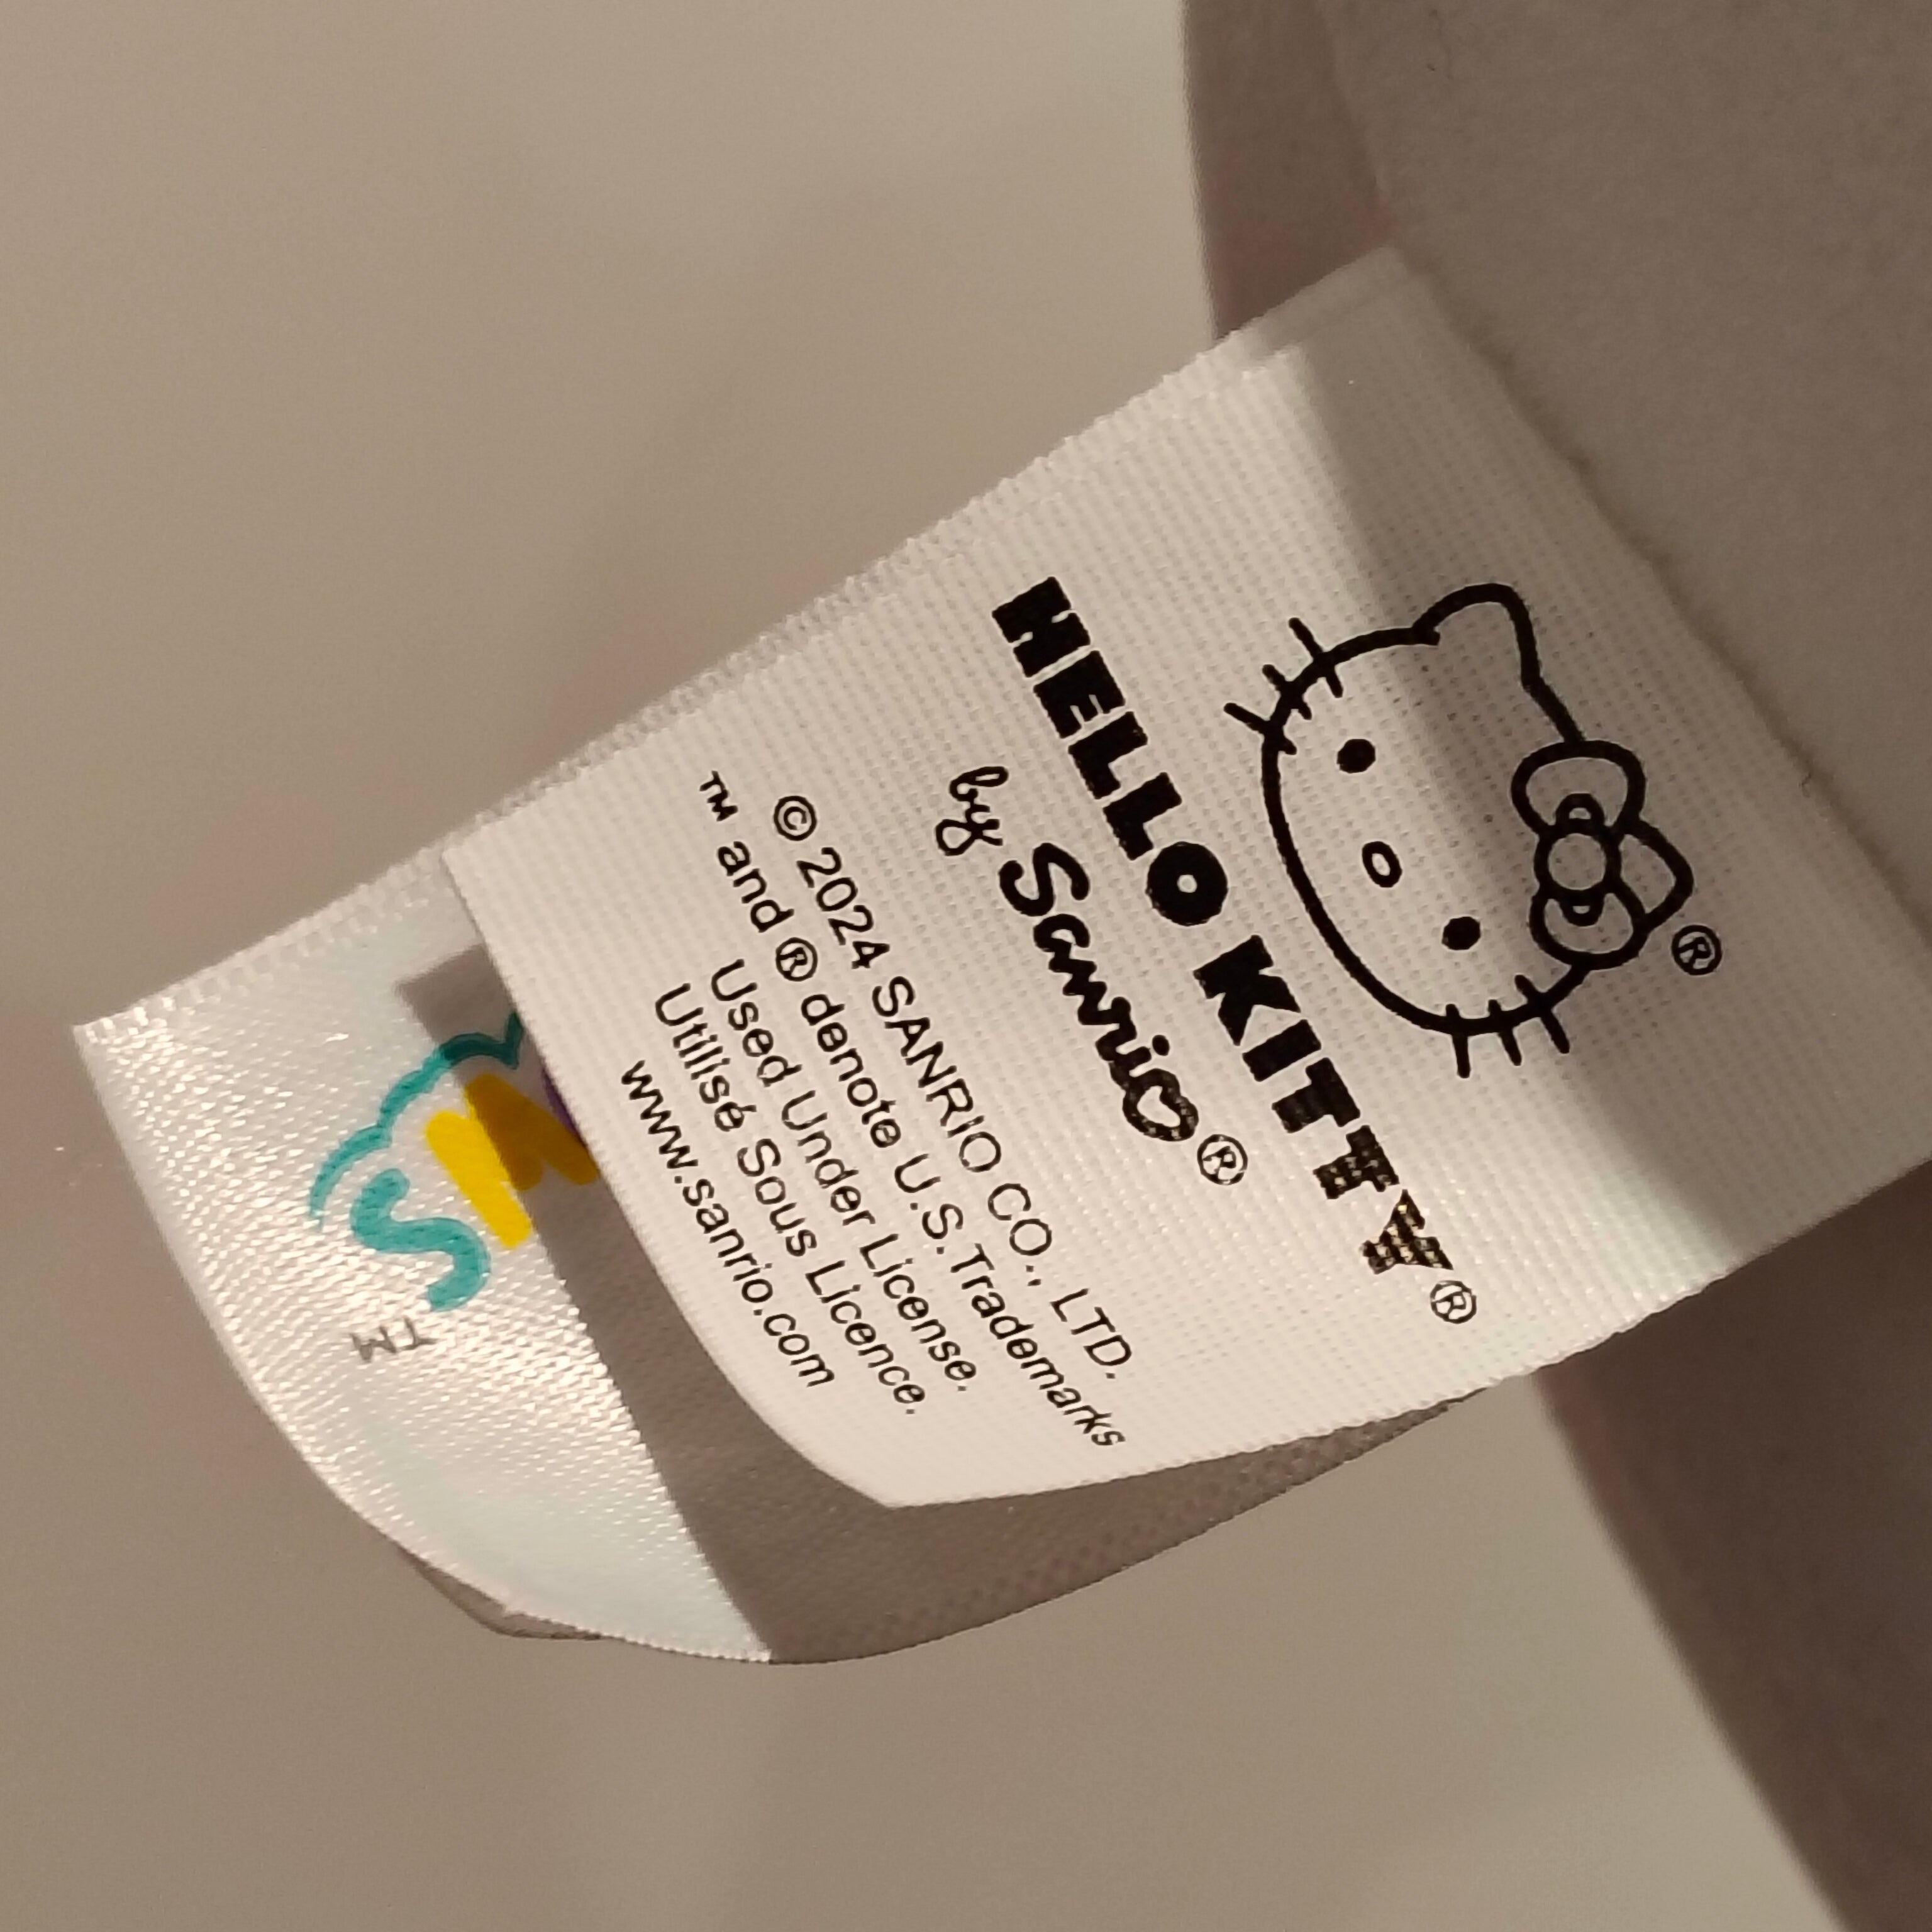 ®
HELLO KITTY®
by Sanrio®
© 2024 SANRIO CO., LTD.
™ and ® denote U.S.Trademarks
Used Under License.
Utilisé Sous Licence.
www.sanrio.com
TM